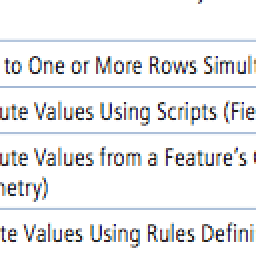 to One or More Rows Simult
ute Values Using Scripts (Fie
ute Values from a Feature's
netry)
te Values Using Rules Defini